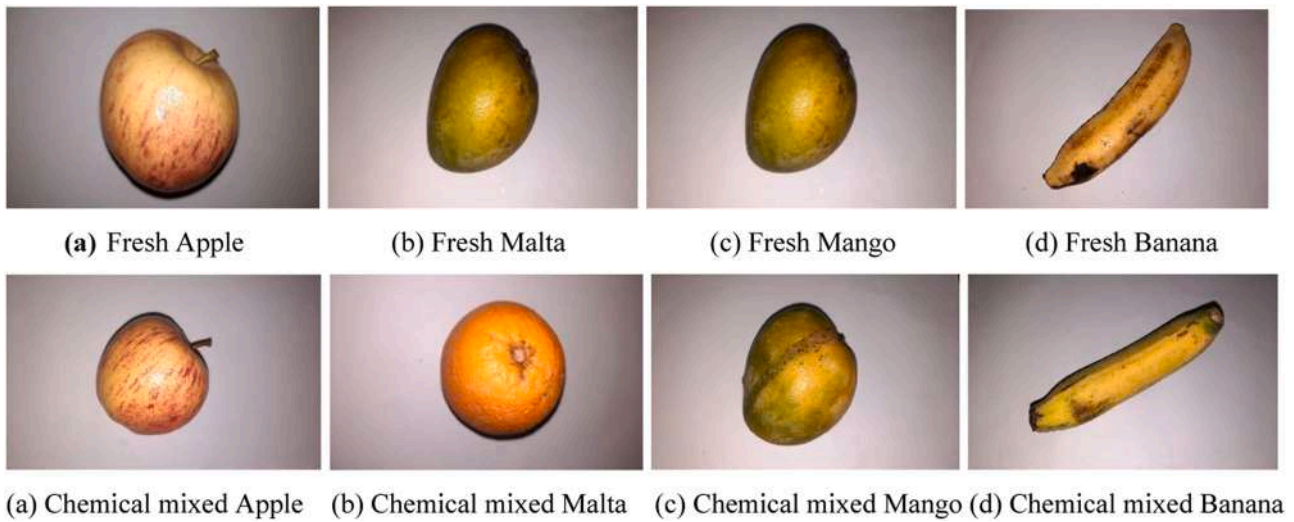 (a) Fresh Apple
(b) Fresh Malta
(c) Fresh Mango
(d) Fresh Banana
(a) Chemical mixed Apple
(b) Chemical mixed Malta
(c) Chemical mixed Mango
(d) Chemical mixed Banana